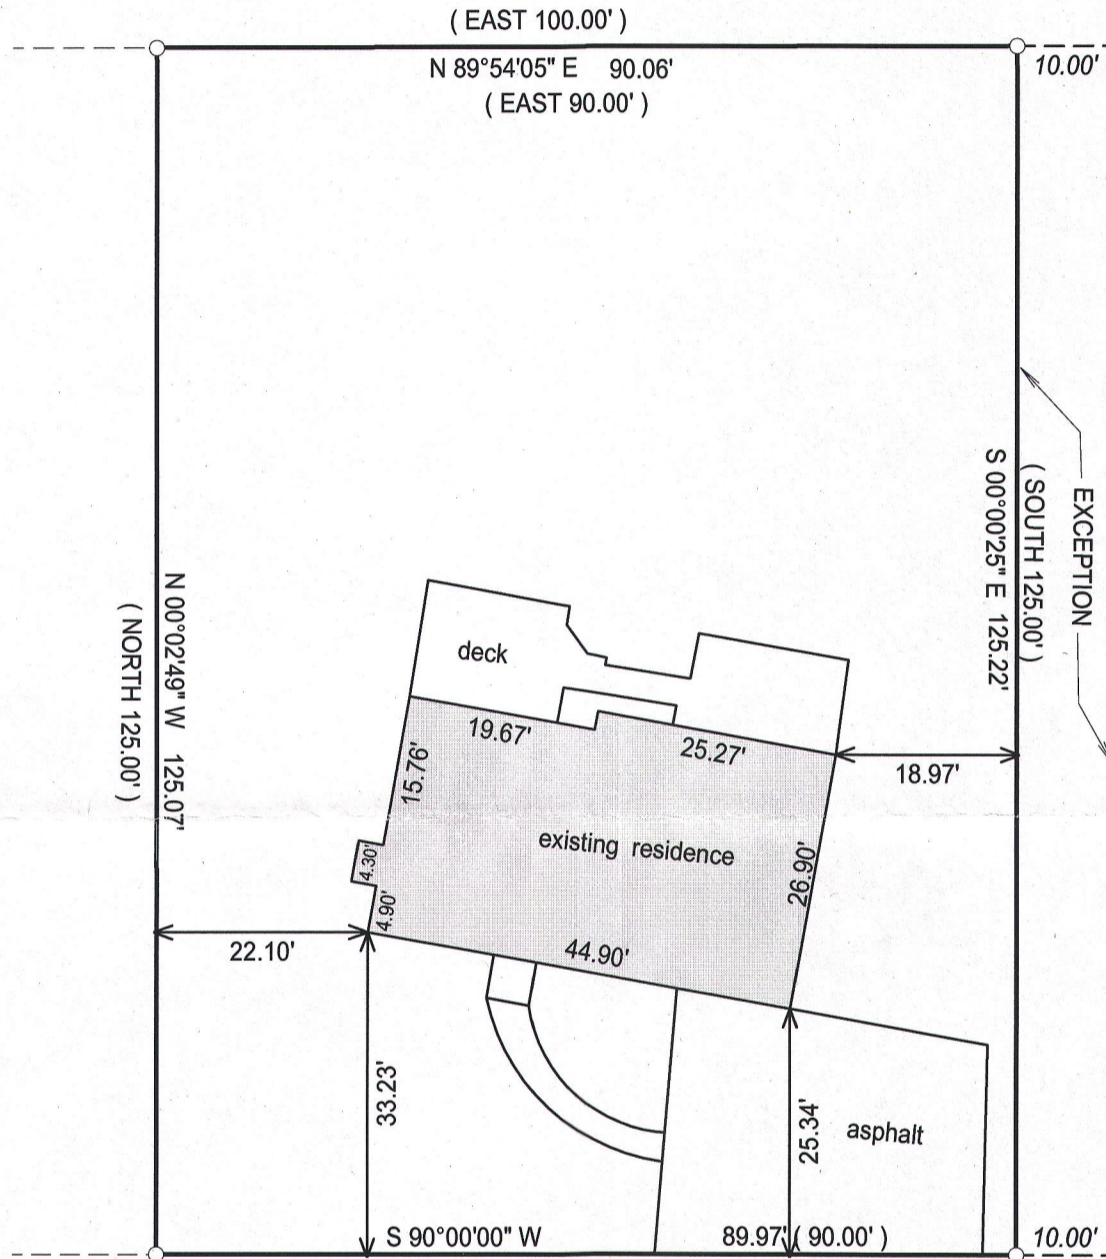 ( EAST 100.00' )
N 89°54'05" E 90.06'
10.00'
( EAST 90.00' )
S 00°00'25" E 125.22'
( SOUTH 125.00' )
EXCEPTION
N 00°02'49" W 125.07'
( NORTH 125.00' )
deck
19.67'
25.27'
15.76'
18.97'
existing residence
4.30'
26.90'
4.90'
22.10'
44.90'
33.23'
25.34'
asphalt
S 90°00'00" W 89.97' ( 90.00' )
10.00'